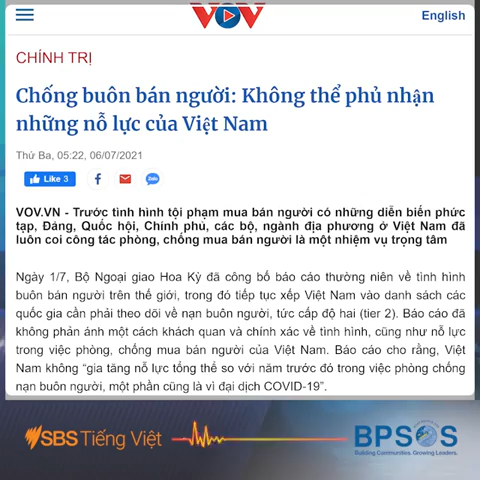 VOV
English
CHÍNH TRỊ
Chống buôn bán người: Không thể phủ nhận
những nỗ lực của Việt Nam
Thứ Ba, 05:22, 06/07/2021
Like 3
Zalo
VOV.VN - Trước tình hình tội phạm mua bán người có những diễn biến phức
tạp, Đảng, Quốc hội, Chính phủ, các bộ, ngành địa phương ở Việt Nam đã
luôn coi công tác phòng, chống mua bán người là một nhiệm vụ trọng tâm
Ngày 1/7, Bộ Ngoại giao Hoa Kỳ đã công bố báo cáo thường niên về tình hình
buôn bán người trên thế giới, trong đó tiếp tục xếp Việt Nam vào danh sách các
quốc gia cần phải theo dõi về nạn buôn người, tức cấp độ hai (tier 2). Báo cáo đã
không phản ánh một cách khách quan và chính xác về tình hình, cũng như nỗ lực
trong việc phòng, chống mua bán người của Việt Nam. Báo cáo cho rằng, Việt
Nam không “gia tăng nỗ lực tổng thể so với năm trước đó trong việc phòng chống
nạn buôn người, một phần cũng là vì đại dịch COVID-19”.
SBS Tiếng Việt
BPSOS
Building Communities. Growing Leaders.